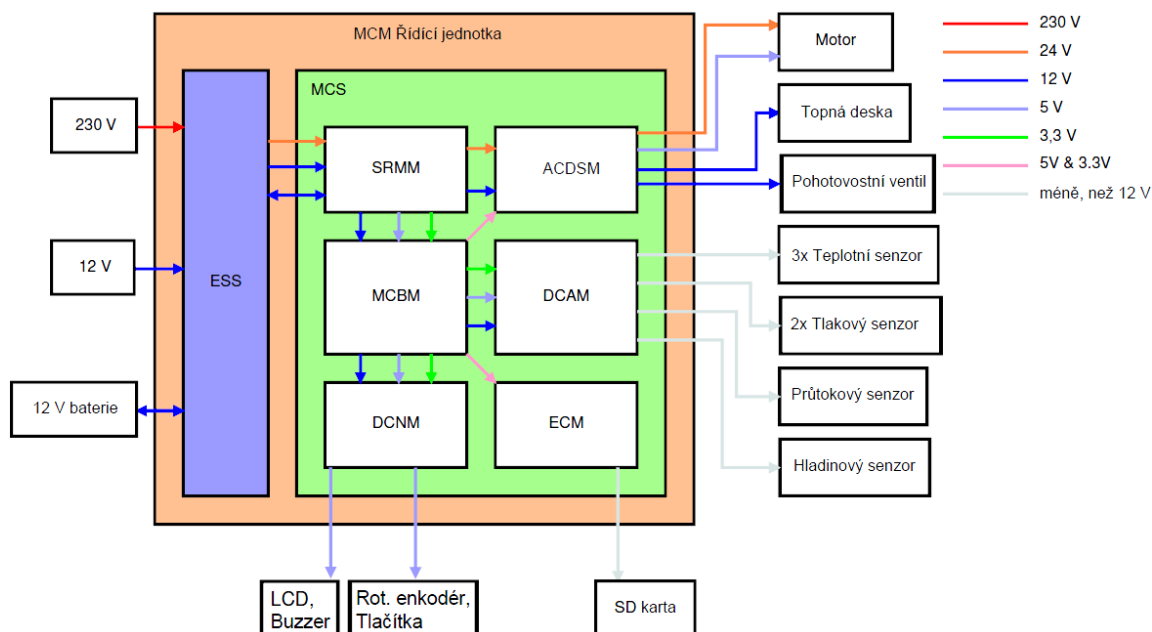 MCM Řídící jednotka
MCS
230 V
12 V
12 V baterie
ESS
SRMM
ACDSM
MCBM
DCAM
DCNM
ECM
Motor
Topná deska
Pohotovostní ventil
3x Teplotní senzor
2x Tlakový senzor
Průtokový senzor
Hladinový senzor
LCD,
Buzzer
Rot. enkodér,
Tlačítka
SD karta
230 V
24 V
12 V
5 V
3,3 V
5V & 3.3V
méně, než 12 V